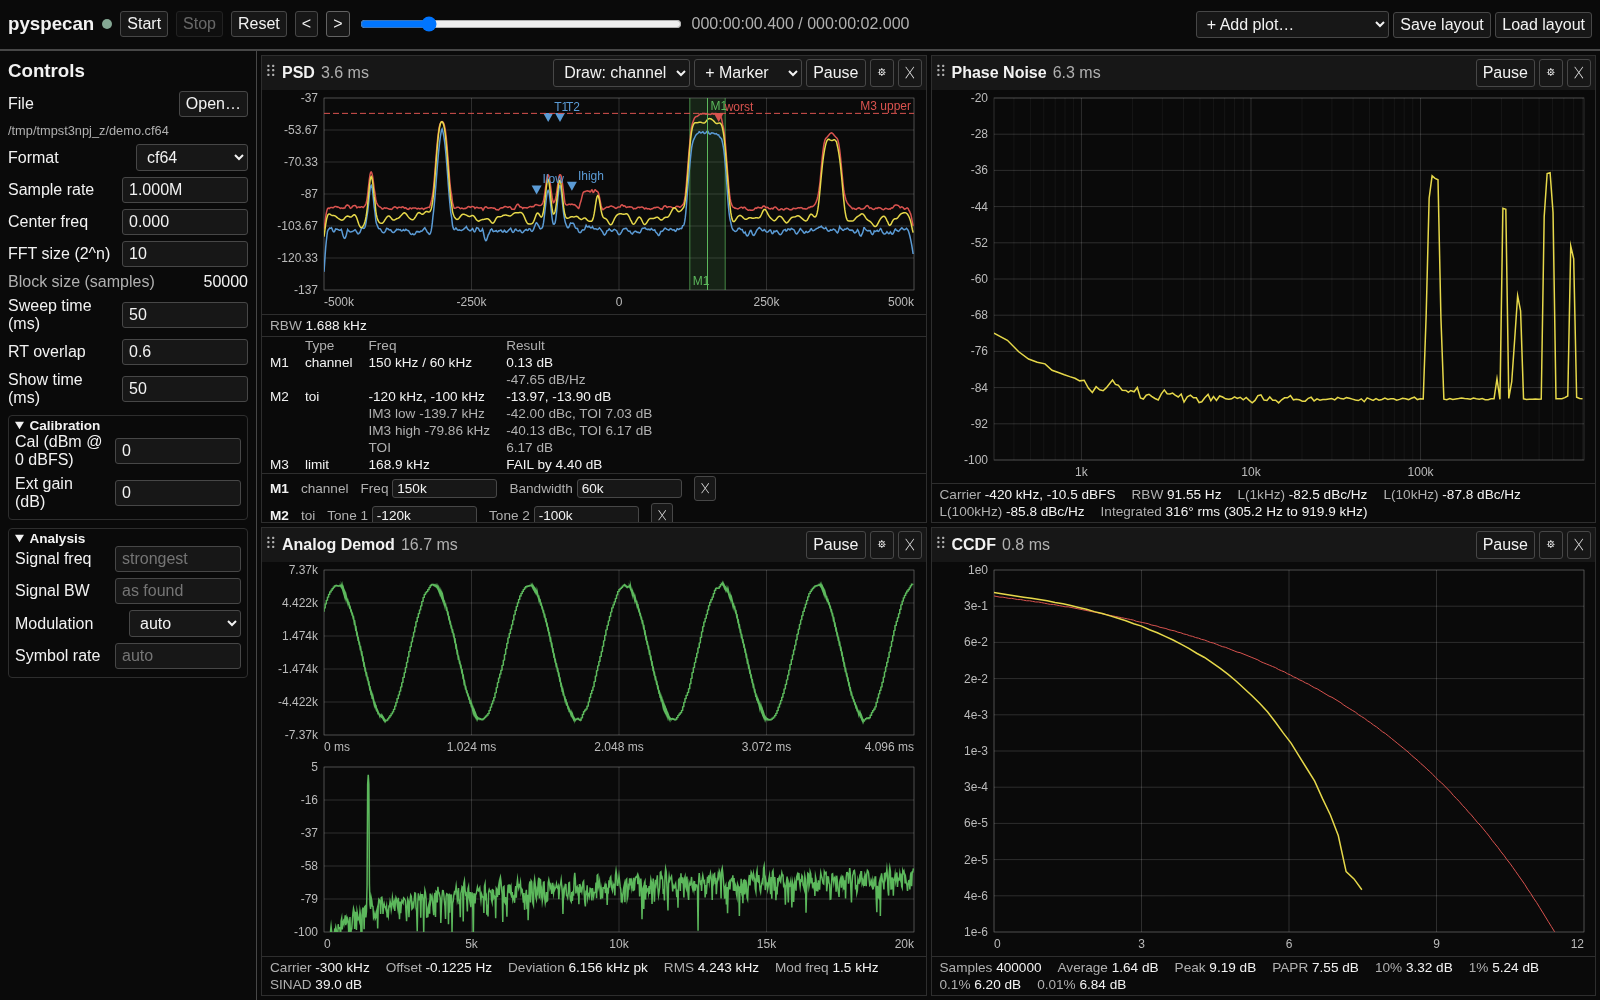 pyspecan Start Stop Reset < > 000:00:00.400 / 000:00:02.000 + Add plot… Save layout Load layout
Controls
File Open…
/tmp/tmpst3npj_z/demo.cf64
Format cf64
Sample rate 1.000M
Center freq 0.000
FFT size (2^n) 10
Block size (samples) 50000
Sweep time (ms) 50
RT overlap 0.6
Show time (ms) 50
▼ Calibration
Cal (dBm @ 0 dBFS) 0
Ext gain (dB) 0
▼ Analysis
Signal freq strongest
Signal BW as found
Modulation auto
Symbol rate auto
PSD 3.6 ms Draw: channel + Marker Pause X
-37
-53.67
-70.33
-87
-103.67
-120.33
-137
T1 T2 M1 worst M3 upper
Ihigh
M1
-500k -250k 0 250k 500k
RBW 1.688 kHz
Type Freq Result
M1 channel 150 kHz / 60 kHz 0.13 dB
-47.65 dB/Hz
M2 toi -120 kHz, -100 kHz -13.97, -13.90 dB
IM3 low -139.7 kHz -42.00 dBc, TOI 7.03 dB
IM3 high -79.86 kHz -40.13 dBc, TOI 6.17 dB
TOI 6.17 dB
M3 limit 168.9 kHz FAIL by 4.40 dB
M1 channel Freq 150k Bandwidth 60k X
M2 toi Tone 1 -120k Tone 2 -100k X
Phase Noise 6.3 ms Pause X
-20
-28
-36
-44
-52
-60
-68
-76
-84
-92
-100
1k 10k 100k
Carrier -420 kHz, -10.5 dBFS RBW 91.55 Hz L(1kHz) -82.5 dBc/Hz L(10kHz) -87.8 dBc/Hz
L(100kHz) -85.8 dBc/Hz Integrated 316° rms (305.2 Hz to 919.9 kHz)
Analog Demod 16.7 ms Pause X
7.37k
4.422k
1.474k
-1.474k
-4.422k
-7.37k
0 ms 1.024 ms 2.048 ms 3.072 ms 4.096 ms
5
-16
-37
-58
-79
-100
0 5k 10k 15k 20k
Carrier -300 kHz Offset -0.1225 Hz Deviation 6.156 kHz pk RMS 4.243 kHz Mod freq 1.5 kHz
SINAD 39.0 dB
CCDF 0.8 ms Pause X
1e0
3e-1
6e-2
2e-2
4e-3
1e-3
3e-4
6e-5
2e-5
4e-6
1e-6
0 3 6 9 12
Samples 400000 Average 1.64 dB Peak 9.19 dB PAPR 7.55 dB 10% 3.32 dB 1% 5.24 dB
0.1% 6.20 dB 0.01% 6.84 dB